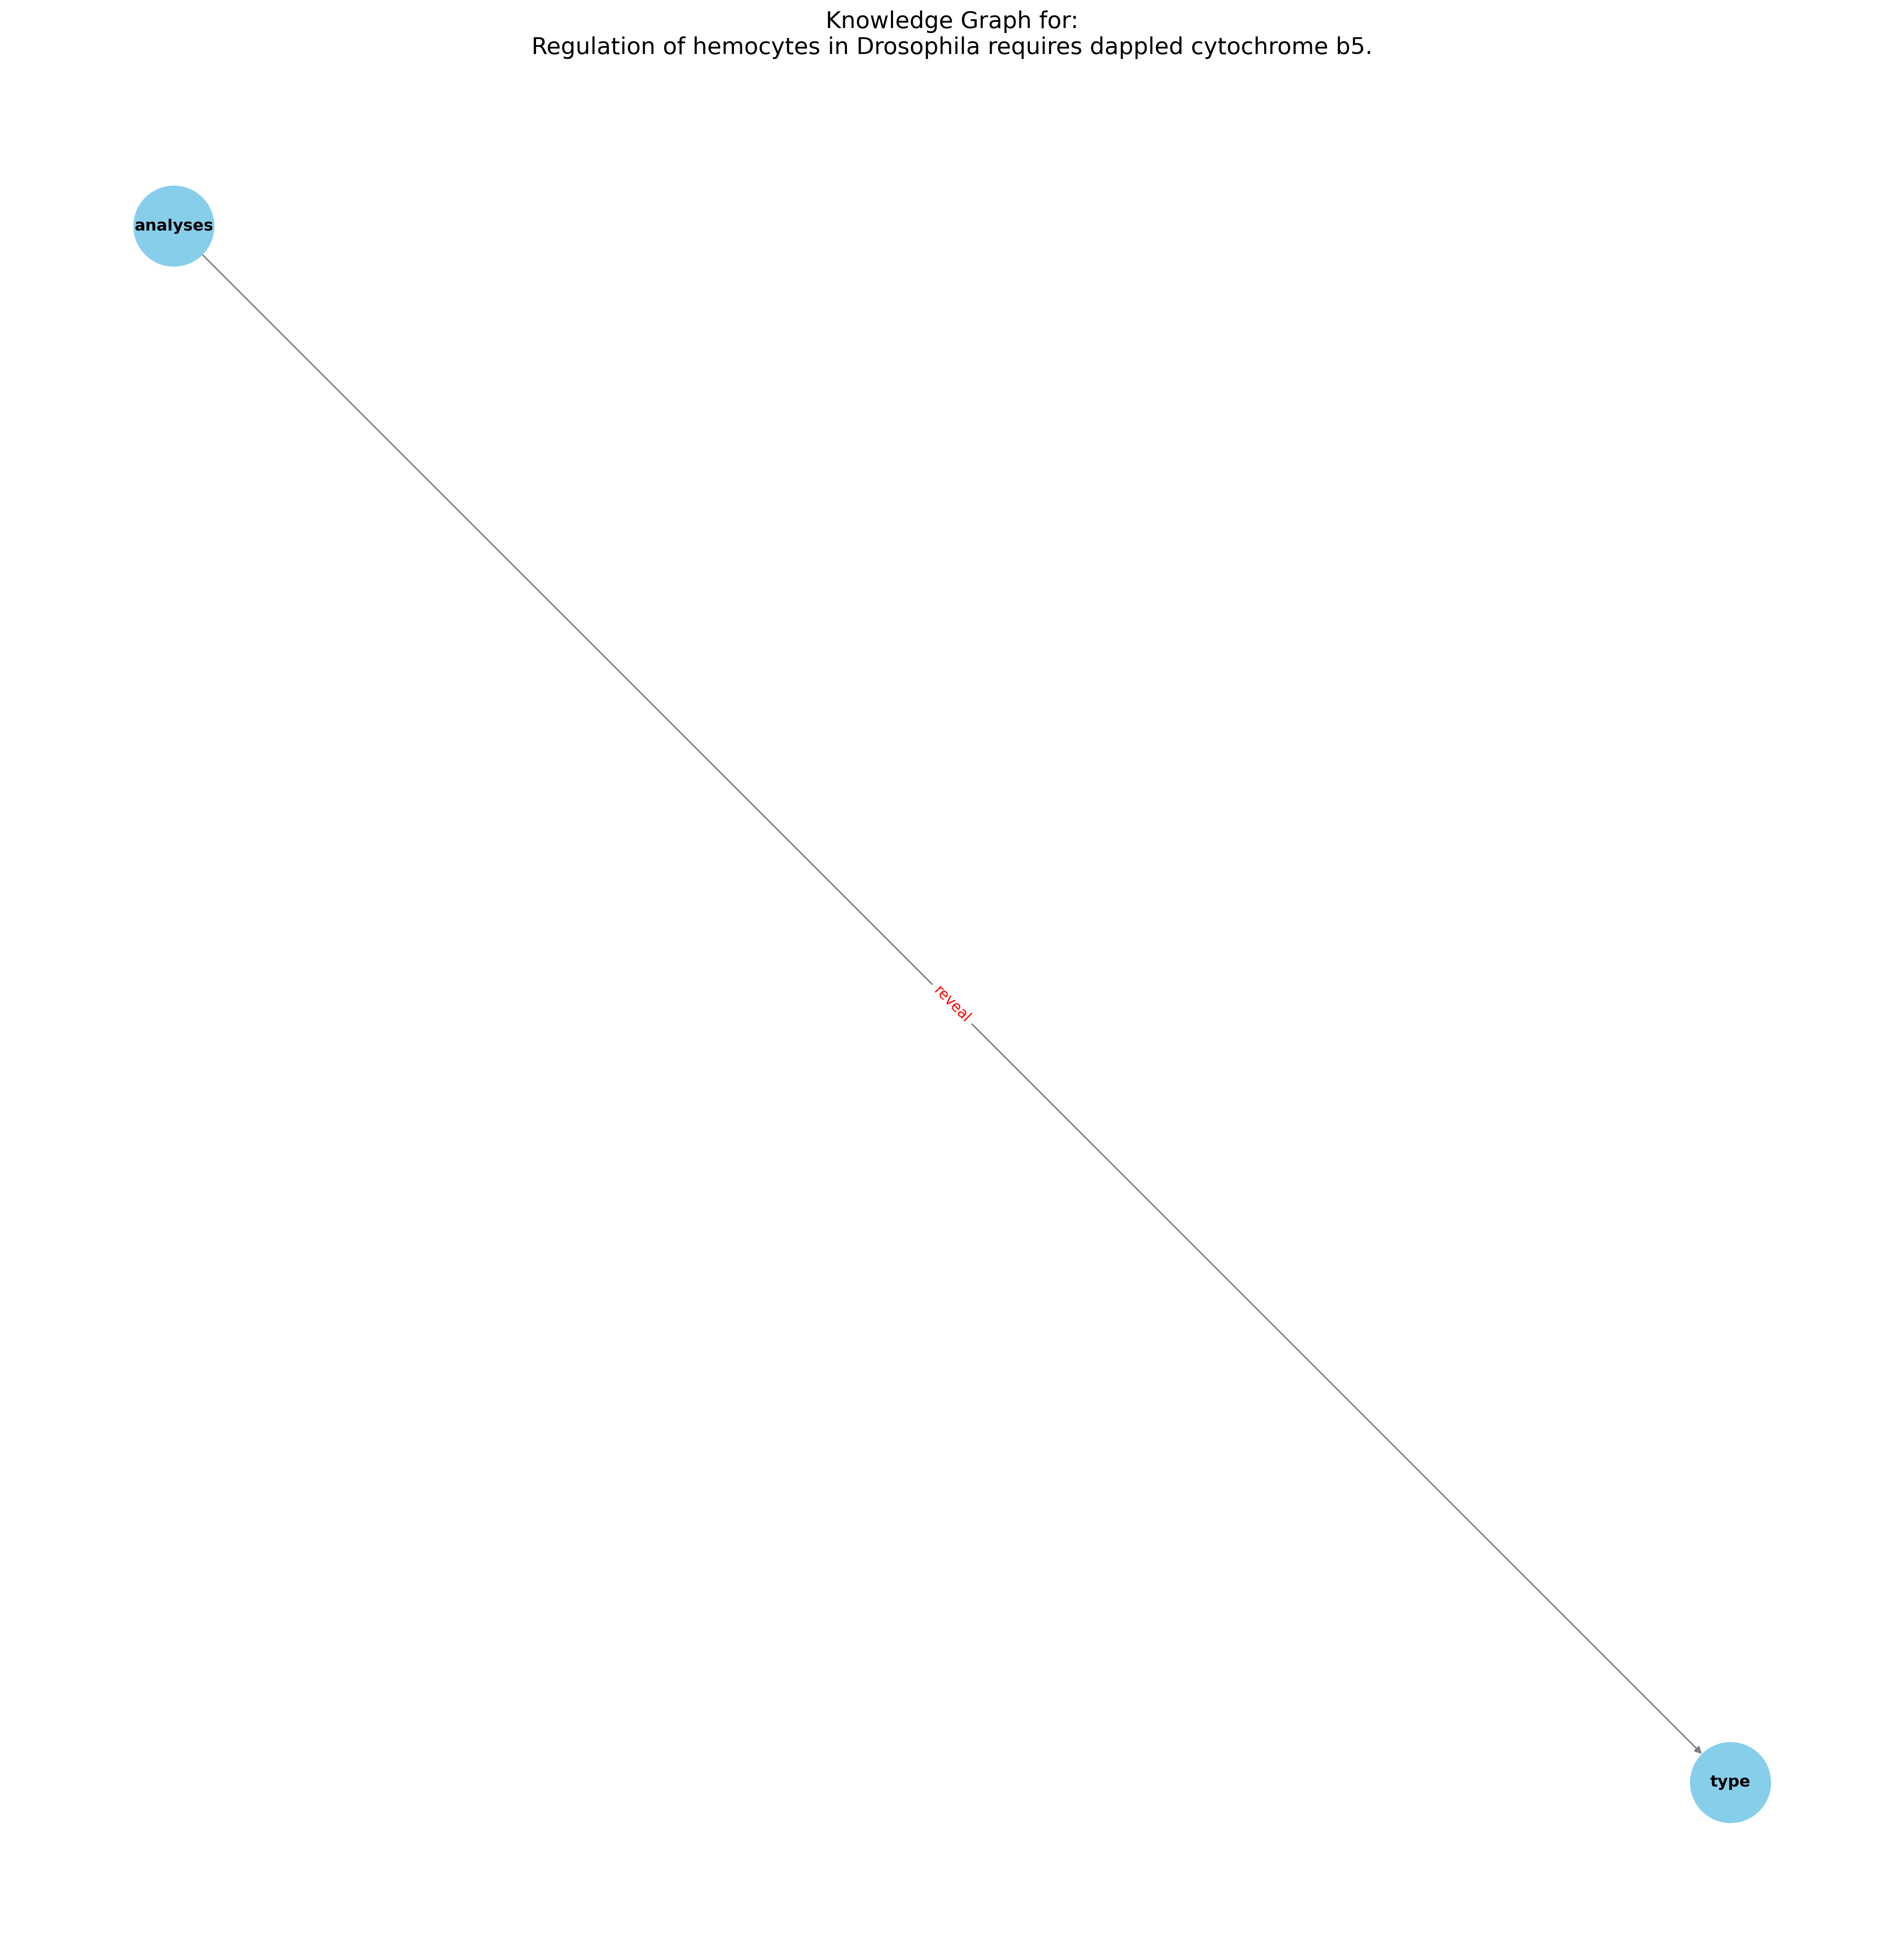 Knowledge Graph for:
Regulation of hemocytes in Drosophila requires dappled cytochrome b5.
analyses
reveal
type